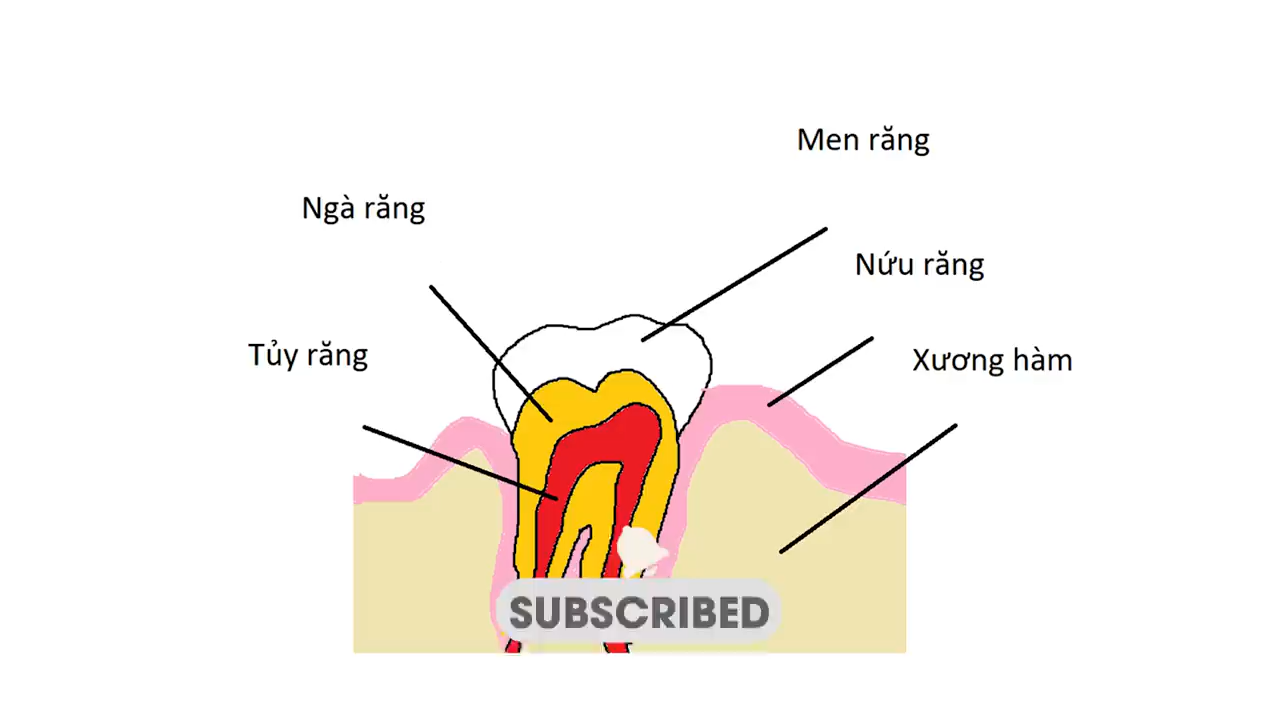 Men răng
Ngà răng
Nứu răng
Tủy răng
Xương hàm
SUBSCRIBED